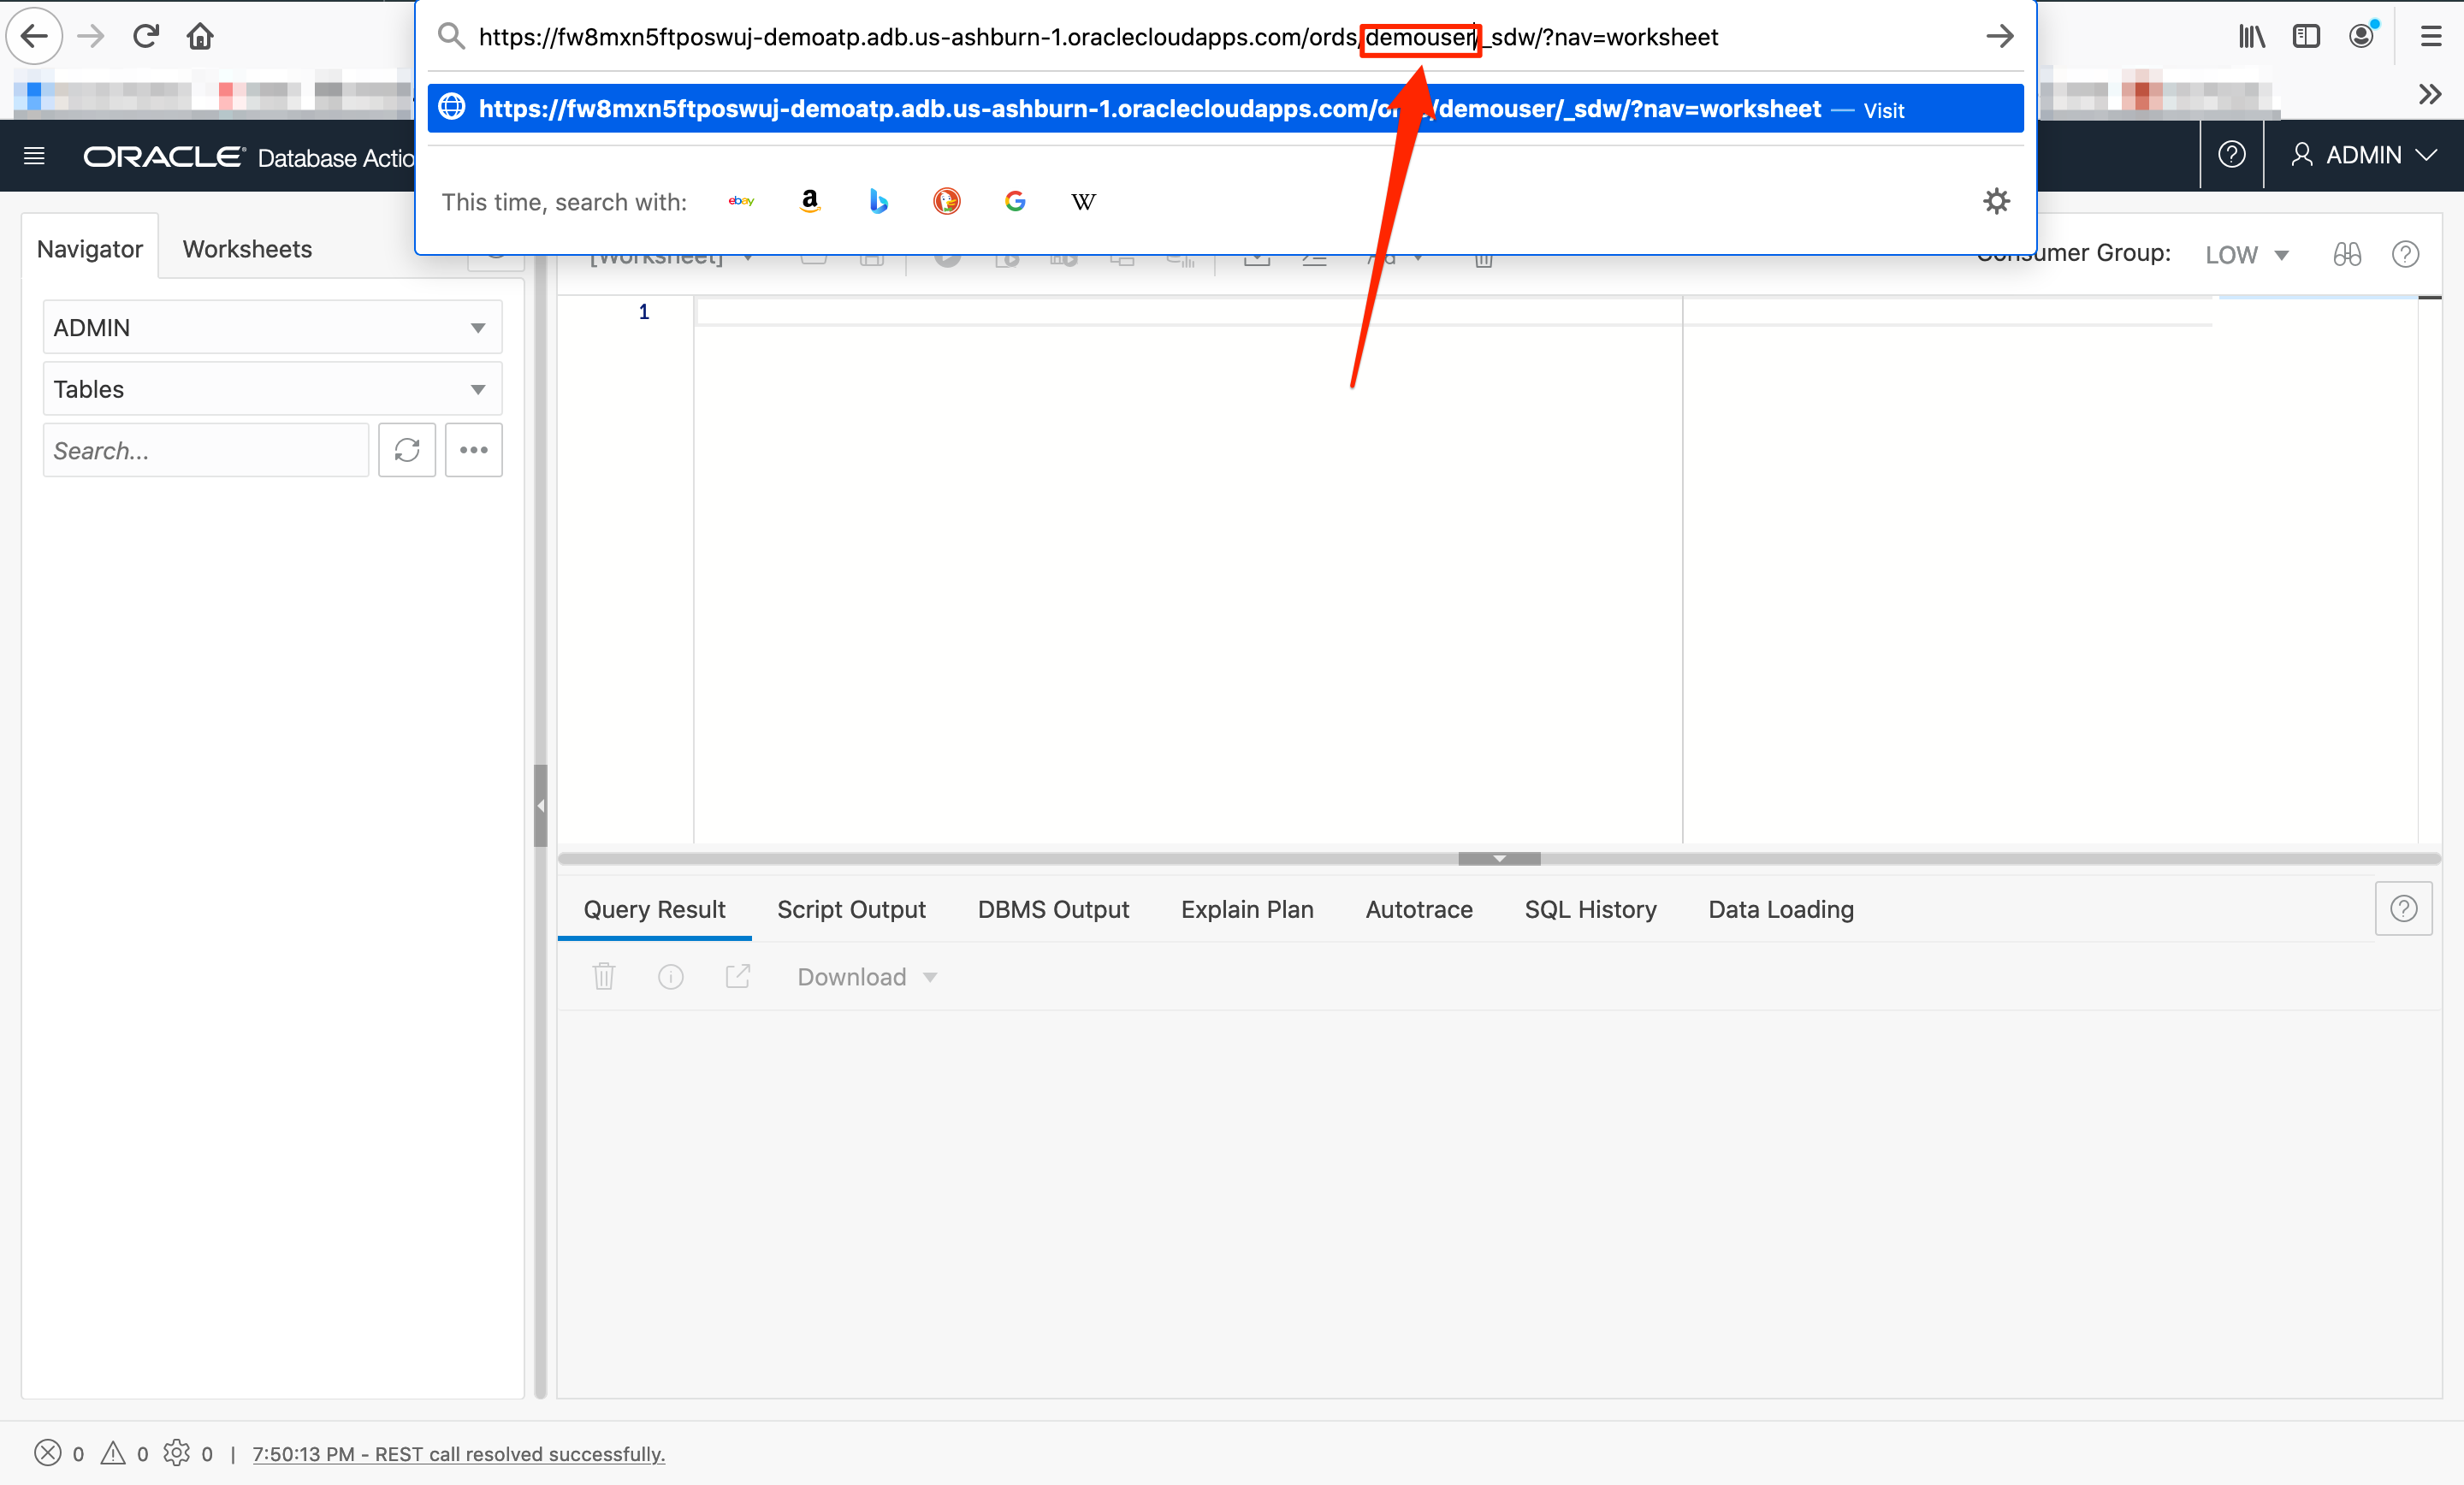 https://fw8mxn5ftposwuj-demoatp.adb.us-ashburn-1.oraclecloudapps.com/ords/demouser/_sdw/?nav=worksheet
https://fw8mxn5ftposwuj-demoatp.adb.us-ashburn-1.oraclecloudapps.com/ords/demouser/_sdw/?nav=worksheet — Visit
This time, search with: ebay a b G W
ORACLE Database Actio
ADMIN
Navigator Worksheets
[Worksheet] Aa
Consumer Group: LOW
ADMIN
Tables
Search...
1
Query Result Script Output DBMS Output Explain Plan Autotrace SQL History Data Loading
Download
0 0 0 | 7:50:13 PM - REST call resolved successfully.